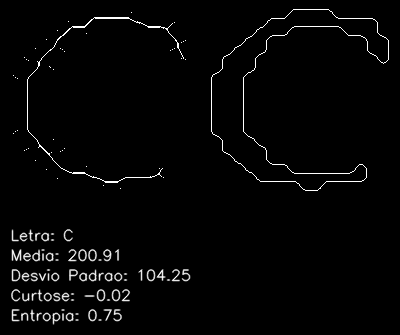 Letra: C
Media: 200.91
Desvio Padrao: 104.25
Curtose: −0.02
Entropia: 0.75